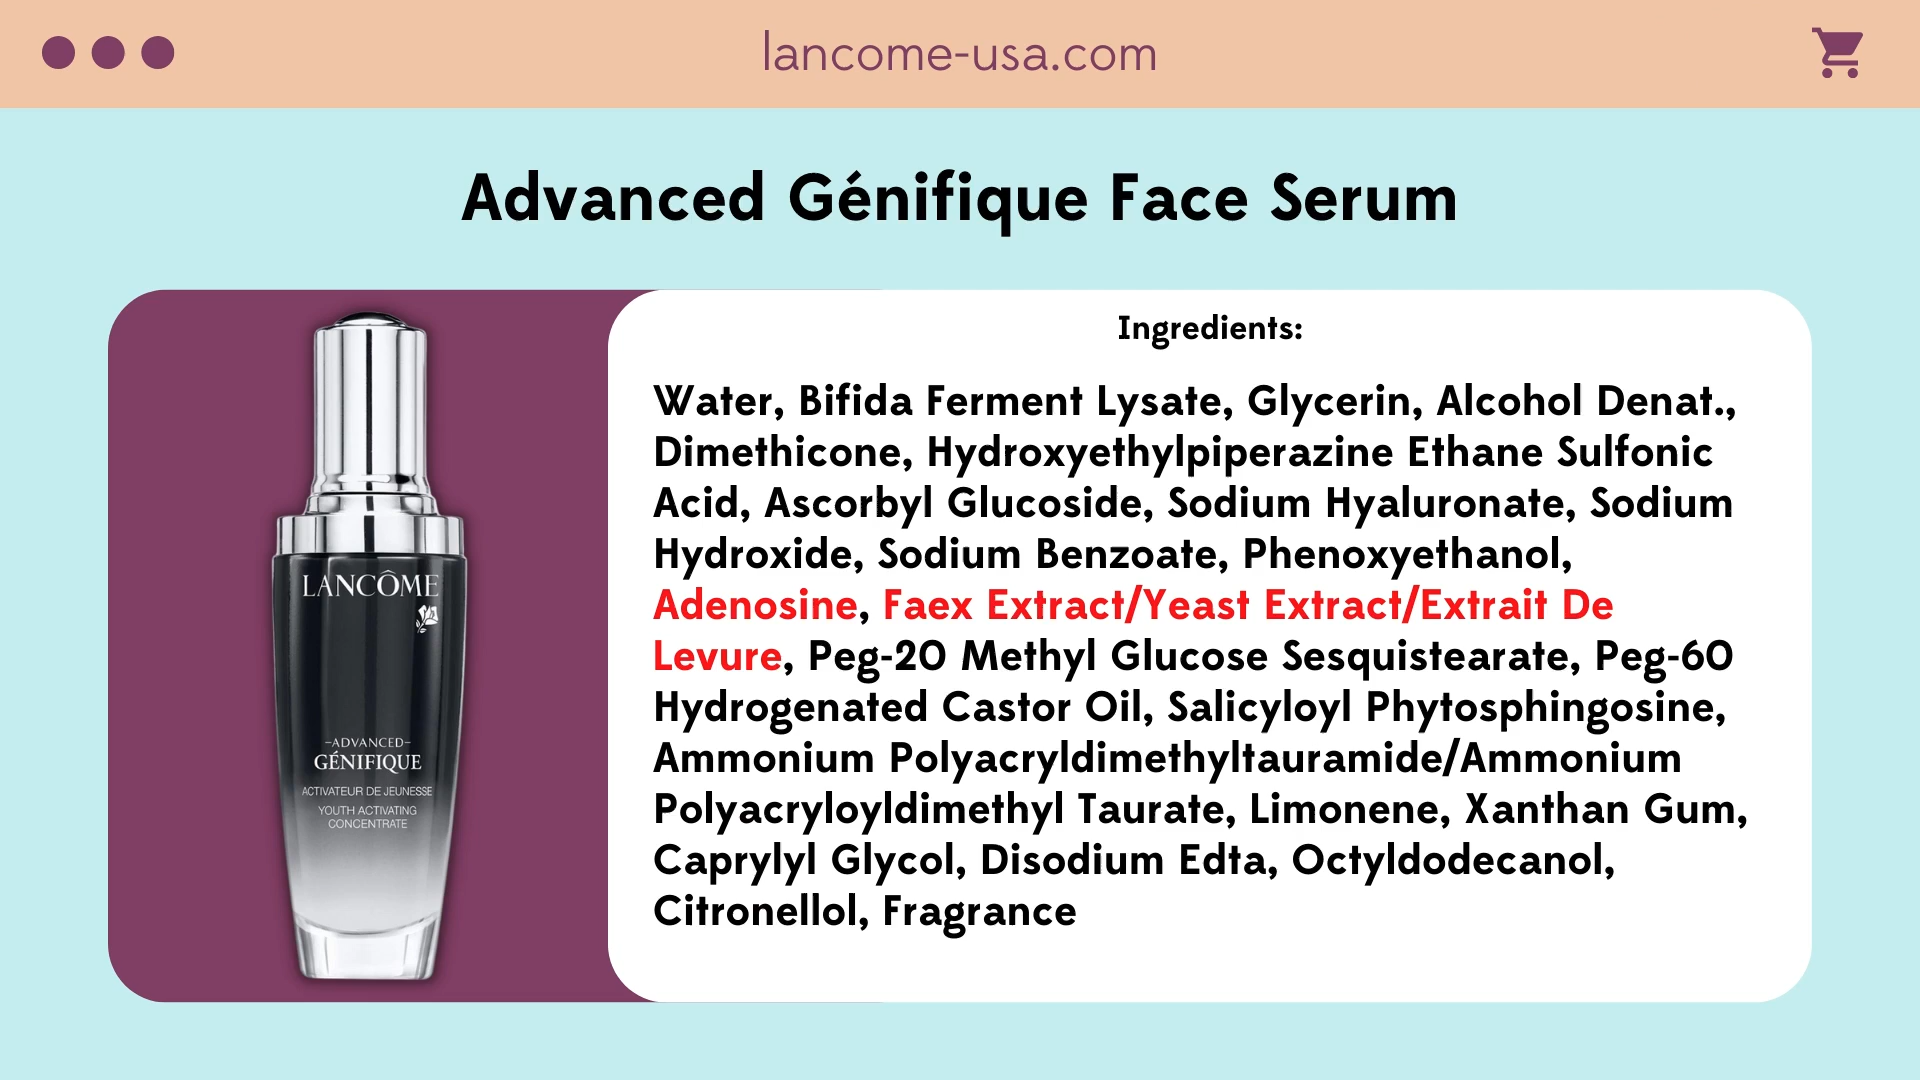 lancome-usa.com
Advanced Génifique Face Serum
LANCÔME
-ADVANCED-
GÉNIFIQUE
ACTIVATEUR DE JEUNESSE
YOUTH ACTIVATING
CONCENTRATE
Ingredients:
Water, Bifida Ferment Lysate, Glycerin, Alcohol Denat.,
Dimethicone, Hydroxyethylpiperazine Ethane Sulfonic
Acid, Ascorbyl Glucoside, Sodium Hyaluronate, Sodium
Hydroxide, Sodium Benzoate, Phenoxyethanol,
Adenosine, Faex Extract/Yeast Extract/Extrait De
Levure, Peg-20 Methyl Glucose Sesquistearate, Peg-60
Hydrogenated Castor Oil, Salicyloyl Phytosphingosine,
Ammonium Polyacryldimethyltauramide/Ammonium
Polyacryloyldimethyl Taurate, Limonene, Xanthan Gum,
Caprylyl Glycol, Disodium Edta, Octyldodecanol,
Citronellol, Fragrance